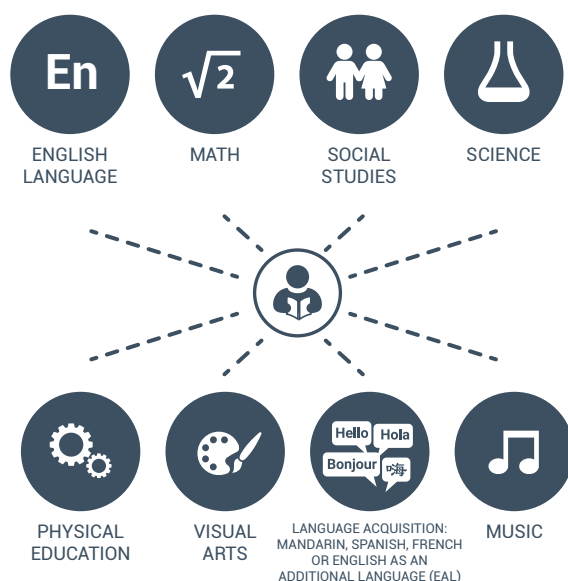 En
√2
ENGLISH
LANGUAGE
MATH
SOCIAL
STUDIES
SCIENCE
Hello
Hola
Bonjour
嗨
PHYSICAL
EDUCATION
VISUAL
ARTS
LANGUAGE ACQUISITION:
MANDARIN, SPANISH, FRENCH
OR ENGLISH AS AN
ADDITIONAL LANGUAGE (EAL)
MUSIC